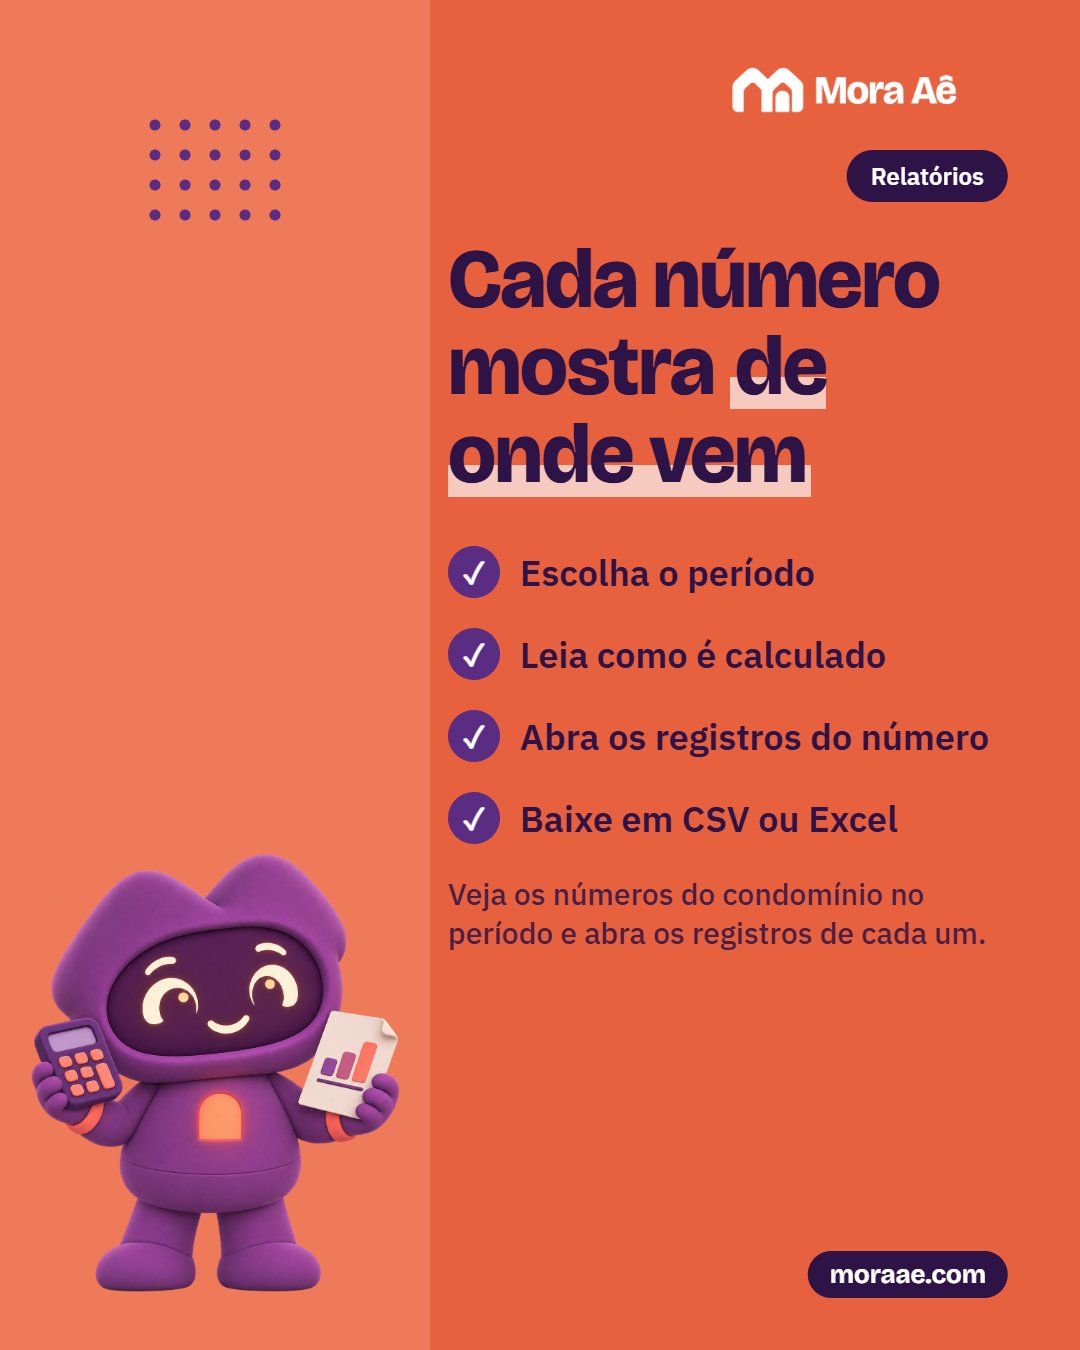 Mora Aê
Relatórios
Cada número
mostra de
onde vem
Escolha o período
Leia como é calculado
Abra os registros do número
Baixe em CSV ou Excel
Veja os números do condomínio no
período e abra os registros de cada um.
moraae.com